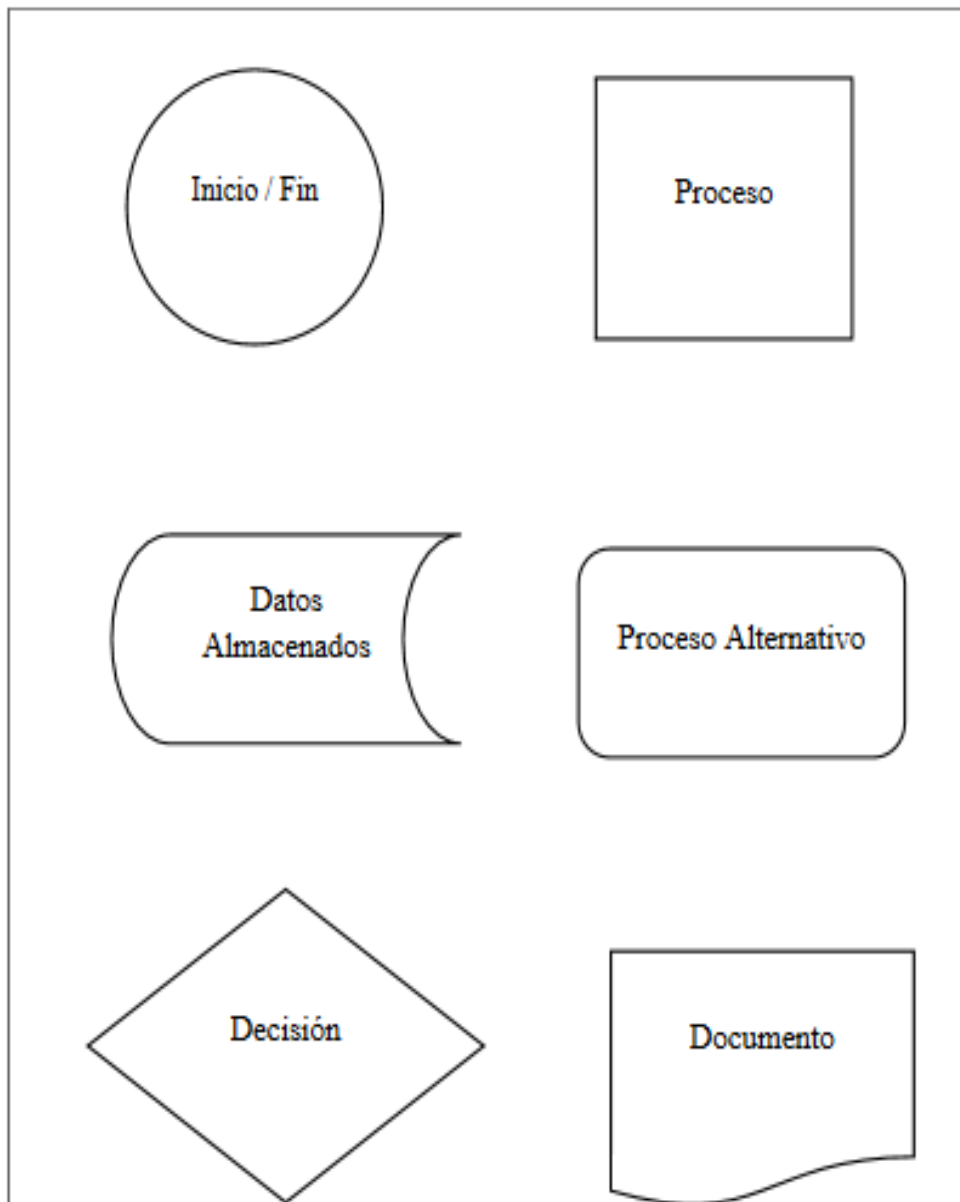 Inicio / Fin
Proceso
Datos
Almacenados
Proceso Alternativo
Decisión
Documento